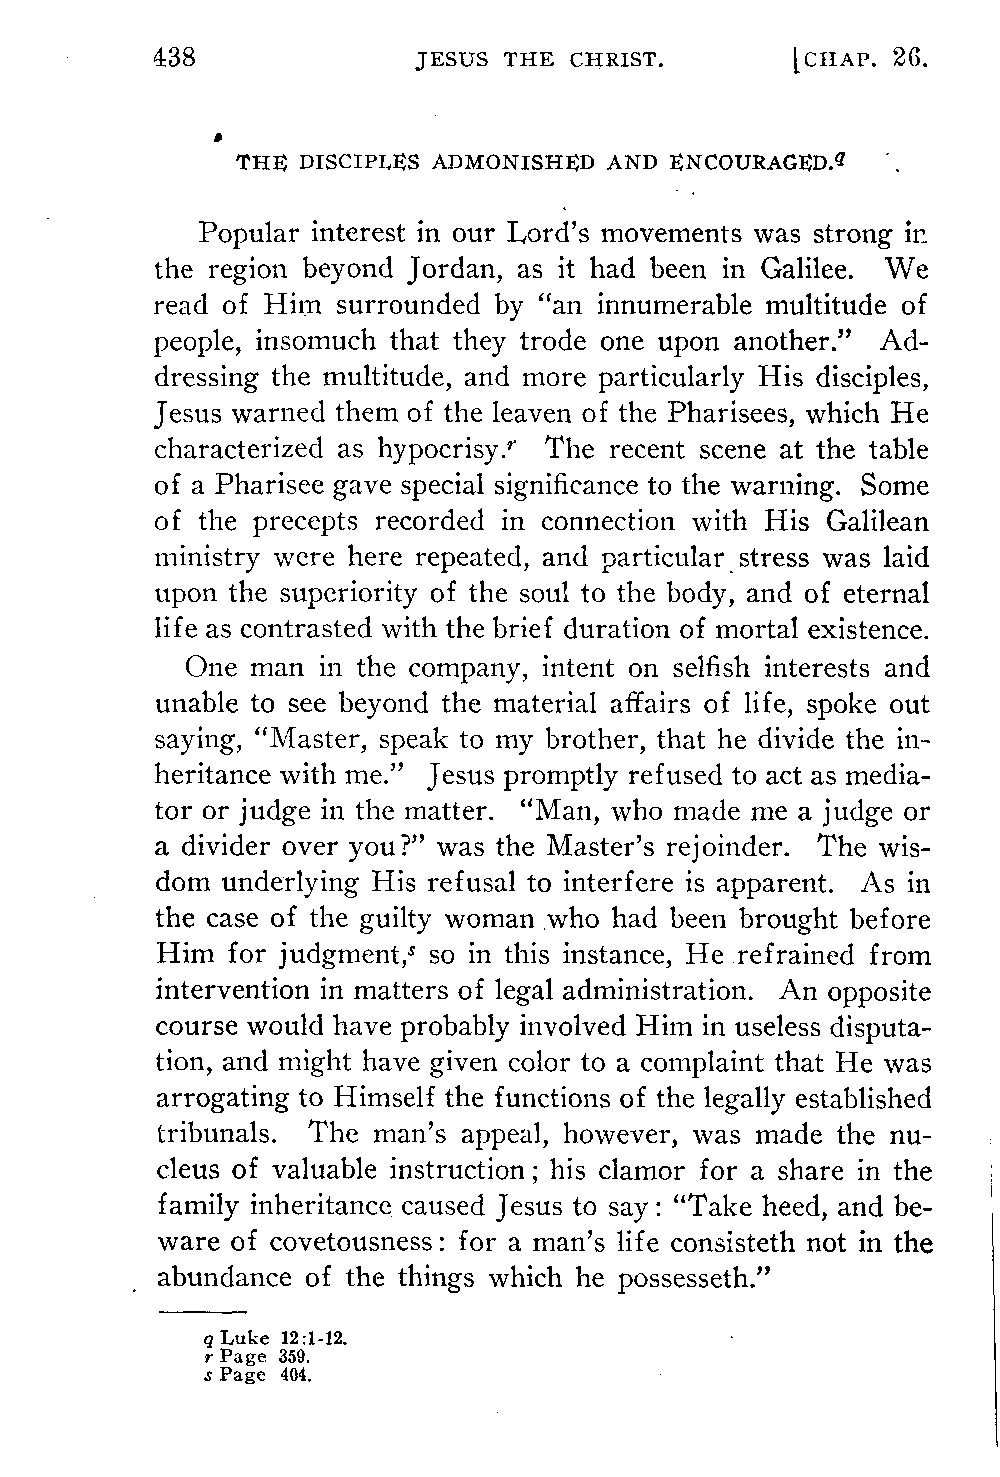 438 JESUS THE CHRIST. [CHAP. 26.
THE DISCIPLES ADMONISHED AND ENCOURAGED.q
Popular interest in our Lord's movements was strong in
the region beyond Jordan, as it had been in Galilee. We
read of Him surrounded by "an innumerable multitude of
people, insomuch that they trode one upon another." Ad-
dressing the multitude, and more particularly His disciples,
Jesus warned them of the leaven of the Pharisees, which He
characterized as hypocrisy.r The recent scene at the table
of a Pharisee gave special significance to the warning. Some
of the precepts recorded in connection with His Galilean
ministry were here repeated, and particular stress was laid
upon the superiority of the soul to the body, and of eternal
life as contrasted with the brief duration of mortal existence.
One man in the company, intent on selfish interests and
unable to see beyond the material affairs of life, spoke out
saying, "Master, speak to my brother, that he divide the in-
heritance with me." Jesus promptly refused to act as media-
tor or judge in the matter. "Man, who made me a judge or
a divider over you?" was the Master's rejoinder. The wis-
dom underlying His refusal to interfere is apparent. As in
the case of the guilty woman who had been brought before
Him for judgment,s so in this instance, He refrained from
intervention in matters of legal administration. An opposite
course would have probably involved Him in useless disputa-
tion, and might have given color to a complaint that He was
arrogating to Himself the functions of the legally established
tribunals. The man's appeal, however, was made the nu-
cleus of valuable instruction; his clamor for a share in the
family inheritance caused Jesus to say: "Take heed, and be-
ware of covetousness: for a man's life consisteth not in the
abundance of the things which he possesseth."
q Luke 12:1-12.
r Page 359.
s Page 404.